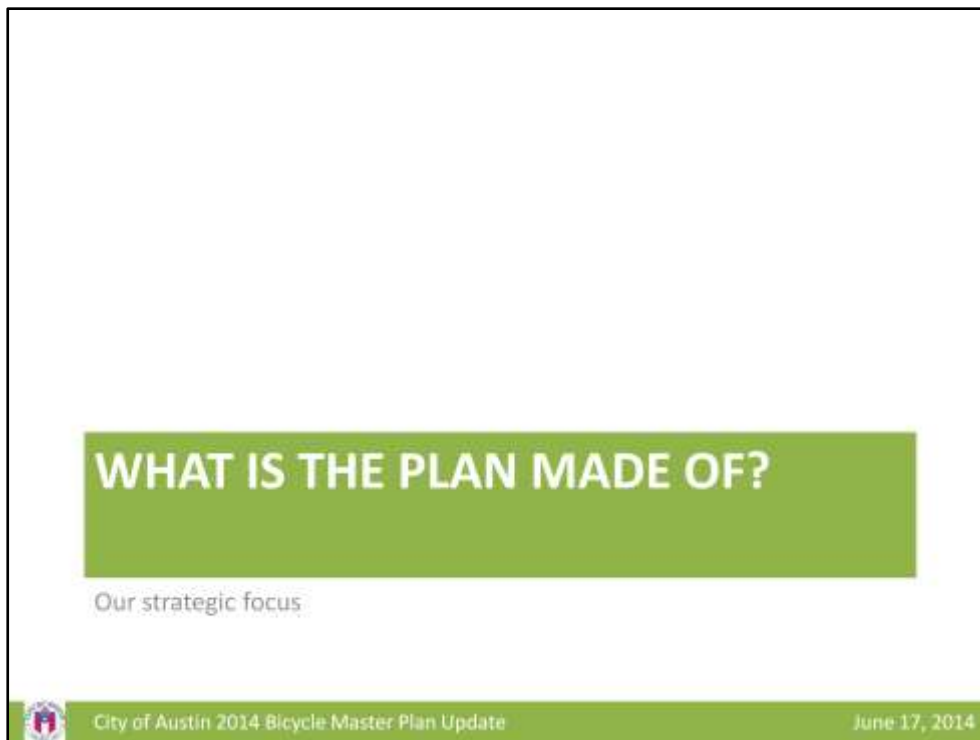 WHAT IS THE PLAN MADE OF?
Our strategic focus
City of Austin 2014 Bicycle Master Plan Update
June 17, 2014